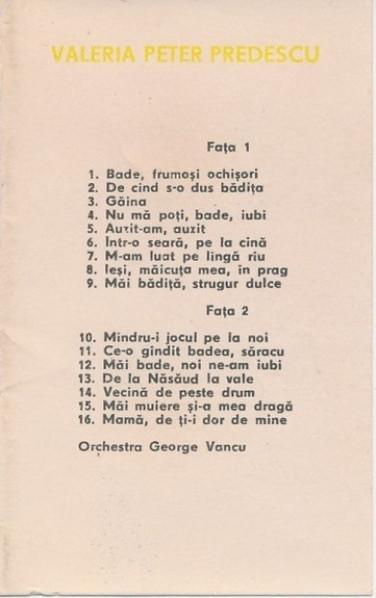 VALERIA PETER PREDESCU
Fața 1
1. Bade, frumoși ochișori
2. De cind s-o dus bădița
3. Găina
4. Nu mă poți, bade, iubi
5. Auzit-am, auzit
6. Intr-o seară, pe la cină
7. M-am luat pe lîngă riu
8. Ieși, măicuța mea, in prag
9. Măi bădiță, strugur dulce
Fața 2
10. Mindru-i jocul pe la noi
11. Ce-o gîndit badea, săracu
12. Măi bade, noi ne-am iubi
13. De la Năsăud la vale
14. Vecină de peste drum
15. Măi muiere și-a mea dragă
16. Mamă, de ți-i dor de mine
Orchestra George Vancu